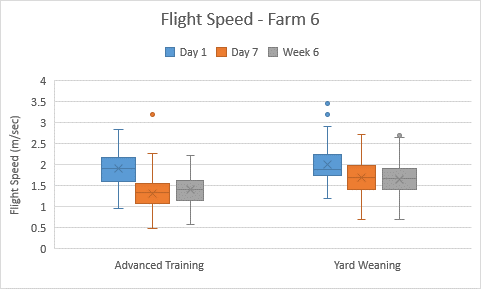 Flight Speed - Farm 6
Day 1 Day 7 Week 6
Flight Speed (m/sec)
4
3.5
3
2.5
2
1.5
1
0.5
0
Advanced Training Yard Weaning